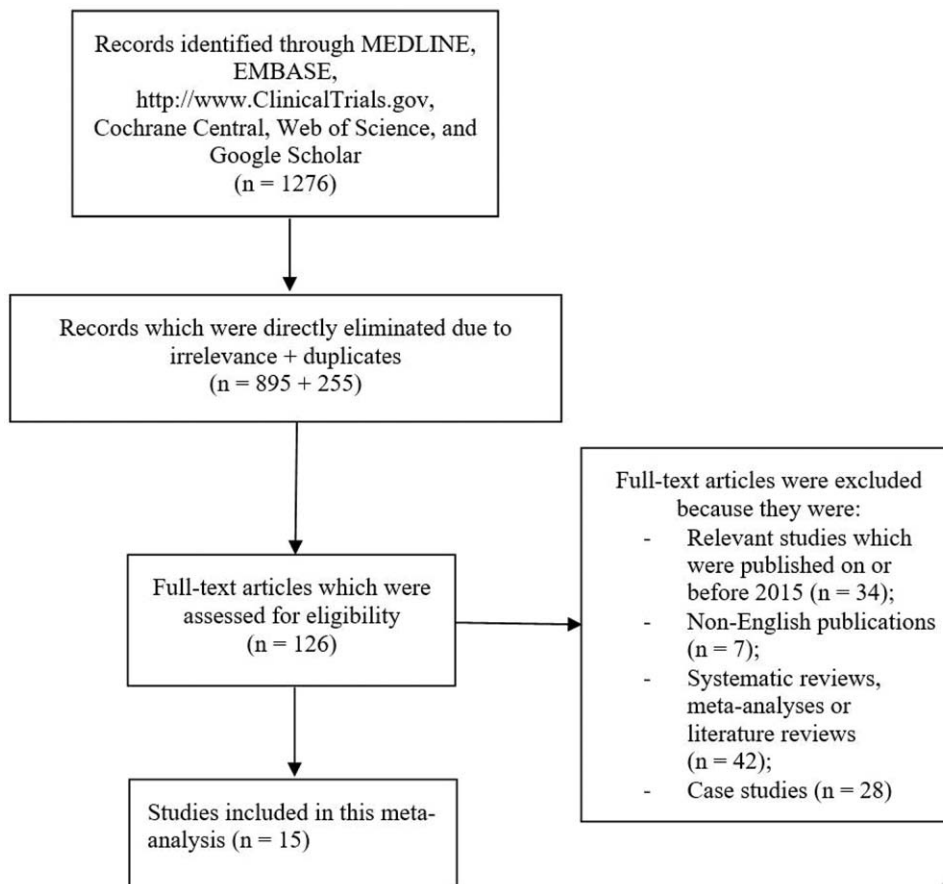 Records identified through MEDLINE,
EMBASE,
http://www.ClinicalTrials.gov,
Cochrane Central, Web of Science, and
Google Scholar
(n = 1276)
Records which were directly eliminated due to
irrelevance + duplicates
(n = 895 + 255)
Full-text articles which were
assessed for eligibility
(n = 126)
Full-text articles were excluded
because they were:
- Relevant studies which
were published on or
before 2015 (n = 34);
- Non-English publications
(n = 7);
- Systematic reviews,
meta-analyses or
literature reviews
(n = 42);
- Case studies (n = 28)
Studies included in this meta-
analysis (n = 15)